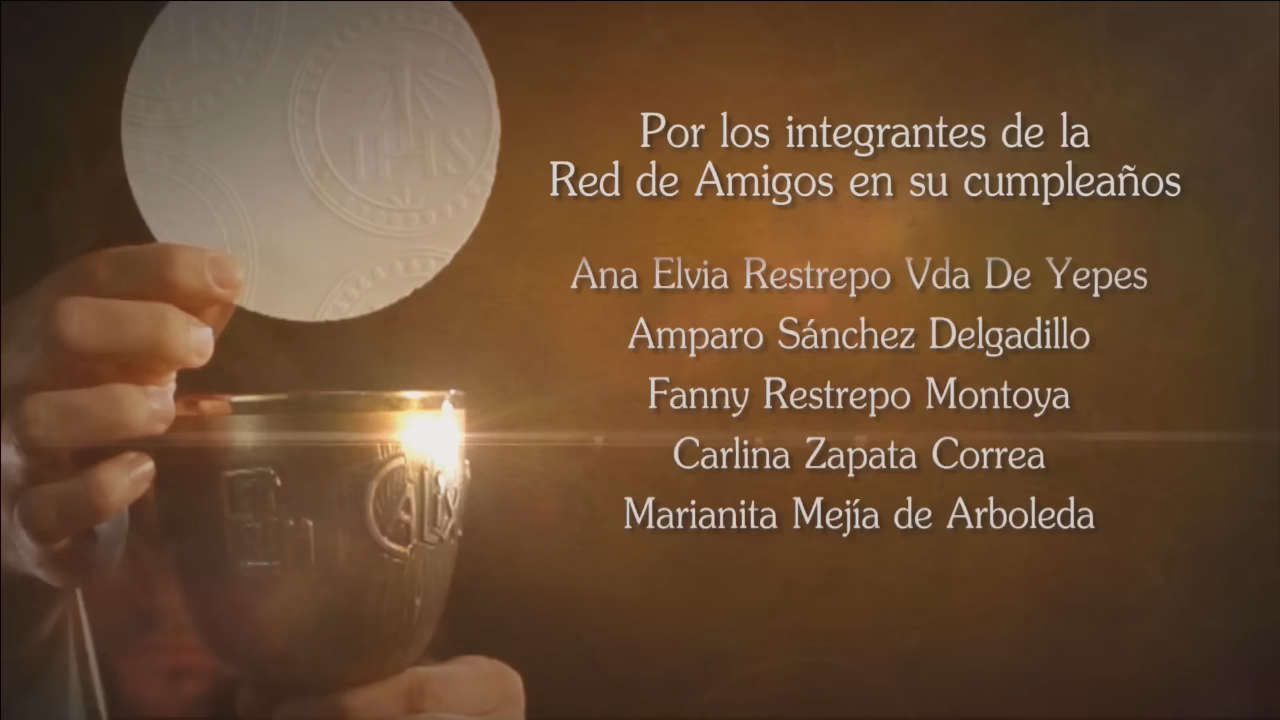 IHS
Por los integrantes de la
Red de Amigos en su cumpleaños
Ana Elvia Restrepo Vda De Yepes
Amparo Sánchez Delgadillo
Fanny Restrepo Montoya
Carlina Zapata Correa
Marianita Mejía de Arboleda